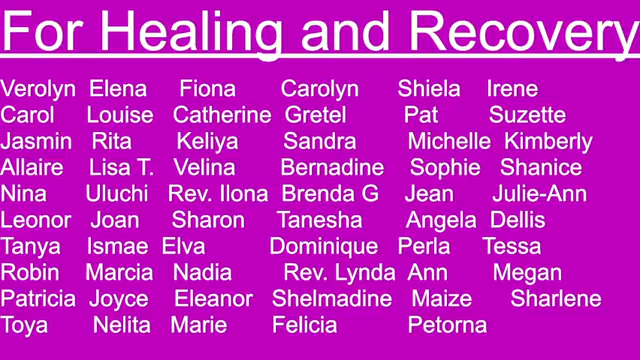 For Healing and Recovery
Verolyn Elena Fiona Carolyn Shiela Irene
Carol Louise Catherine Gretel Pat Suzette
Jasmin Rita Keliya Sandra Michelle Kimberly
Allaire Lisa T. Velina Bernadine Sophie Shanice
Nina Uluchi Rev. Ilona Brenda G Jean Julie-Ann
Leonor Joan Sharon Tanesha Angela Dellis
Tanya Ismae Elva Dominique Perla Tessa
Robin Marcia Nadia Rev. Lynda Ann Megan
Patricia Joyce Eleanor Shelmadine Maize Sharlene
Toya Nelita Marie Felicia Petorna